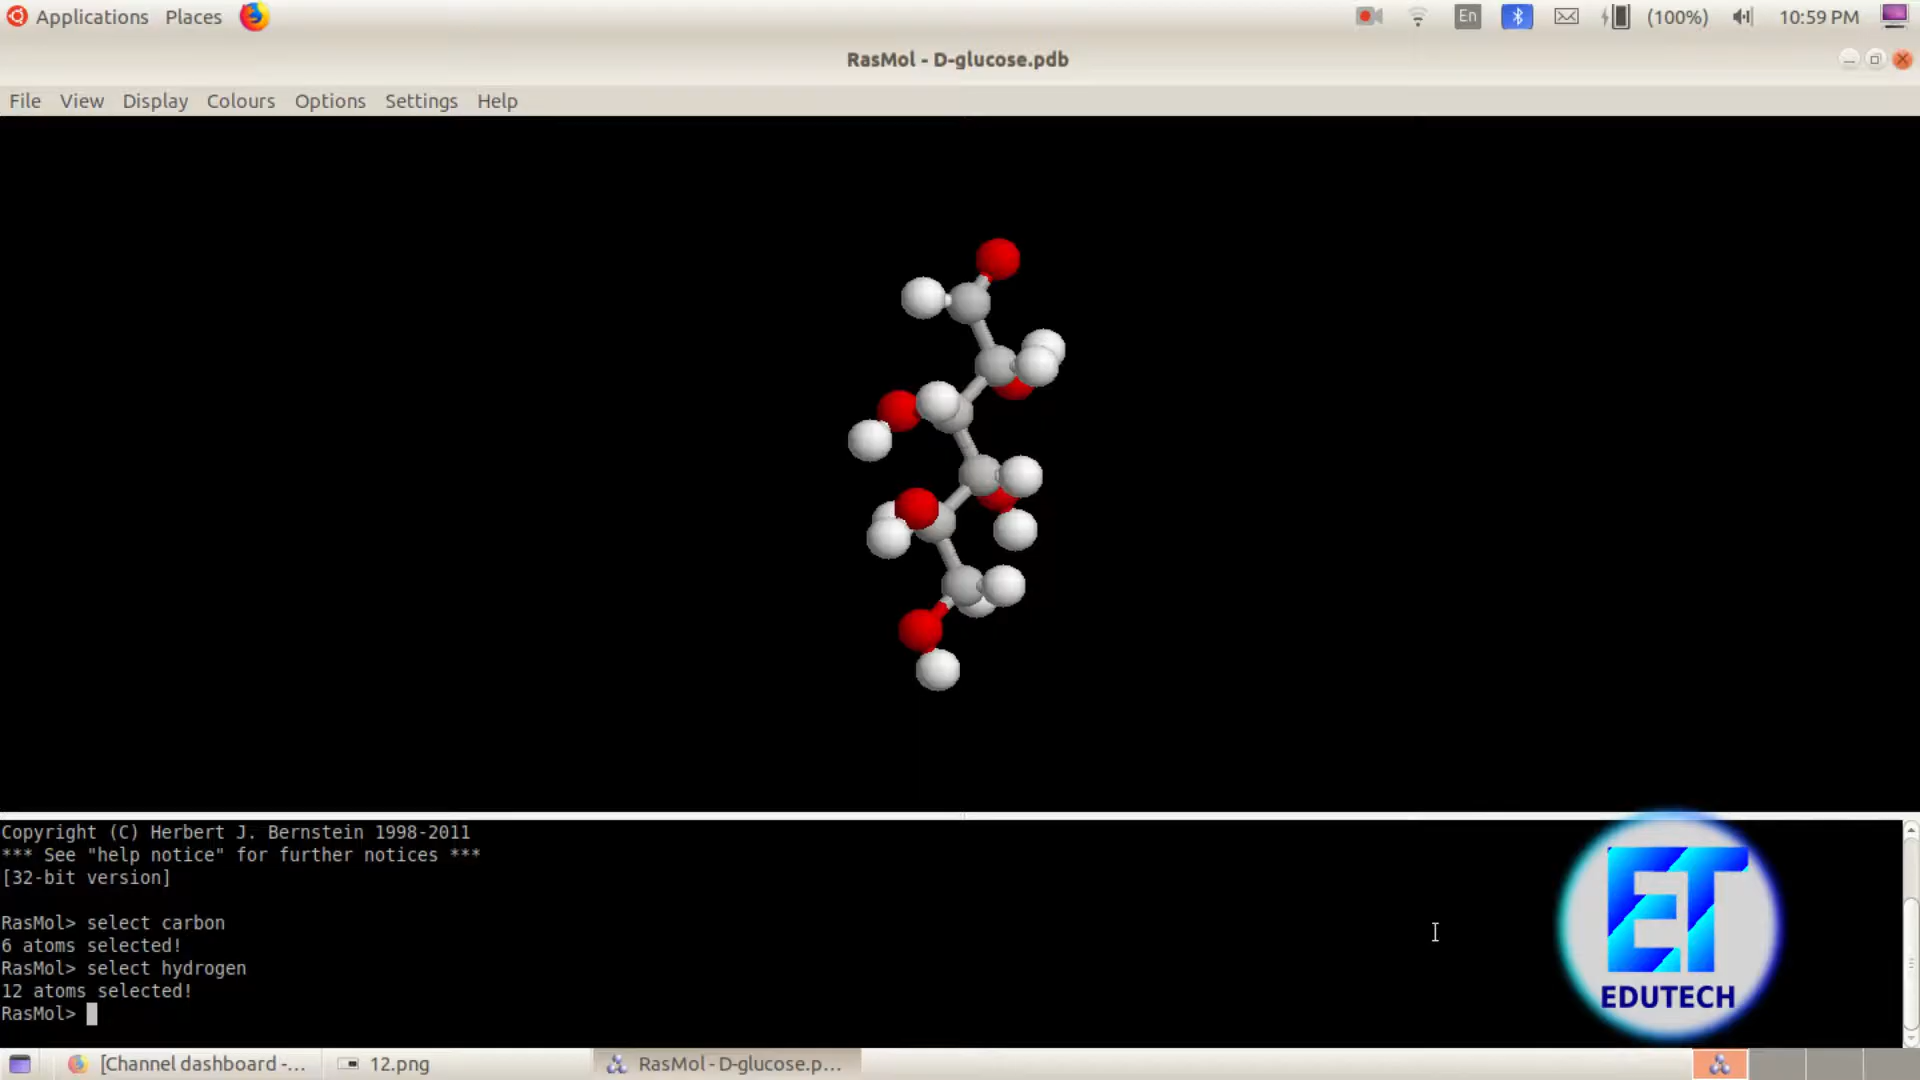 Applications Places
En (100%) 10:59 PM
RasMol - D-glucose.pdb
File View Display Colours Options Settings Help
Copyright (C) Herbert J. Bernstein 1998-2011
*** See "help notice" for further notices ***
[32-bit version]
RasMol> select carbon
6 atoms selected!
RasMol> select hydrogen
12 atoms selected!
RasMol>
ET
EDUTECH
[Channel dashboard -... 12.png RasMol - D-glucose.p...